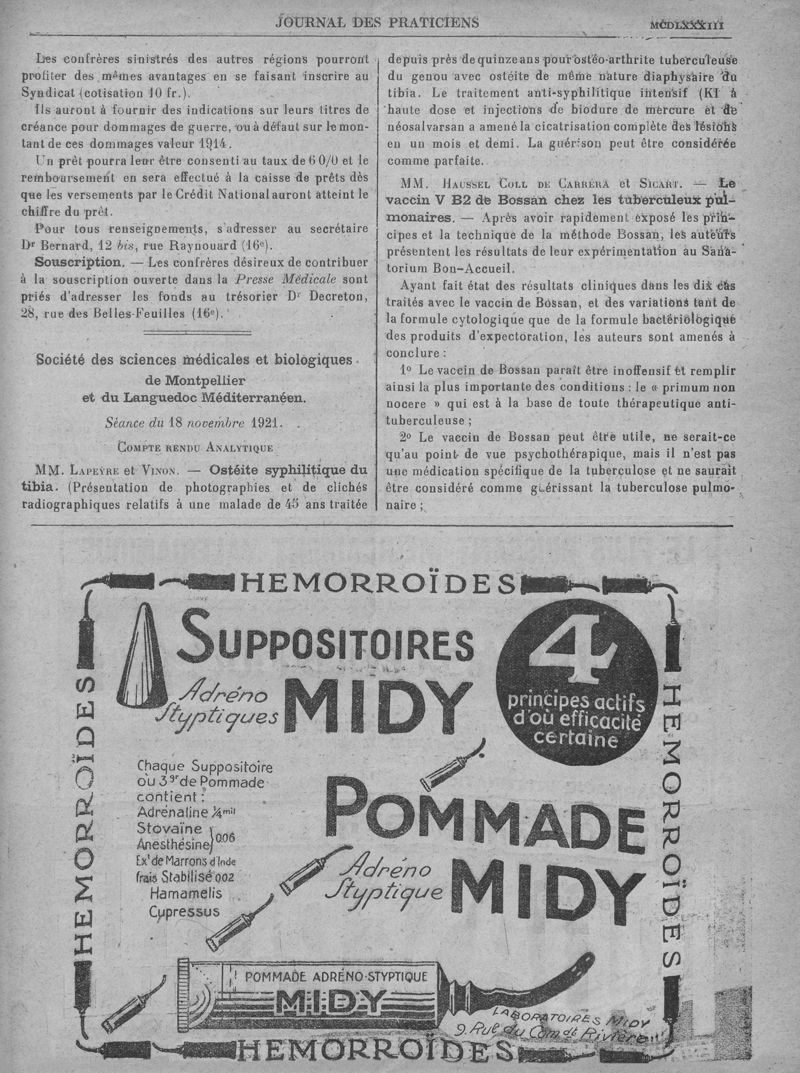 JOURNAL DES PRATICIENS
MCDLXXXIII
Les confrères sinistrés des autres régions pourront
profiter des mêmes avantages en se faisant inscrire au
Syndicat (cotisation 10 fr.).
Ils auront à fournir des indications sur leurs titres de
créance pour dommages de guerre, ou à défaut sur le mon-
tant de ces dommages valeur 1914.
Un prêt pourra leur être consenti au taux de 6 0/0 et le
remboursement en sera effectué à la caisse de prêts dès
que les versements par le Crédit National auront atteint le
chiffre du prêt.
Pour tous renseignements, s'adresser au secrétaire
Dr Bernard, 12 bis, rue Raynouard (16e).
Souscription. — Les confrères désireux de contribuer
à la souscription ouverte dans la Presse Médicale sont
priés d'adresser les fonds au trésorier Dr Decreton,
28, rue des Belles-Feuilles (16e).
Société des sciences médicales et biologiques
de Montpellier
et du Languedoc Méditerranéen.
Séance du 18 novembre 1921.
COMPTE RENDU ANALYTIQUE
MM. LAPEYRE et VINON. — Ostéite syphilitique du
tibia. (Présentation de photographies et de clichés
radiographiques relatifs à une malade de 45 ans traitée
depuis près de quinze ans pour ostéo-arthrite tuberculeuse
du genou avec ostéite de même nature diaphysaire du
tibia. Le traitement anti-syphilitique intensif (KI à
haute dose et injections de biodure de mercure et de
néosalvarsan a amené la cicatrisation complète des lésions
en un mois et demi. La guérison peut être considérée
comme parfaite.
MM. HAUSSEL COLL DE CARRERA et SICART. — Le
vaccin V B2 de Bossan chez les tuberculeux pul-
monaires. — Après avoir rapidement exposé les prin-
cipes et la technique de la méthode Bossan, les auteurs
présentent les résultats de leur expérimentation au Sana-
torium Bon-Accueil.
Ayant fait état des résultats cliniques dans les dix cas
traités avec le vaccin de Bossan, et des variations tant de
la formule cytologique que de la formule bactériologique
des produits d'expectoration, les auteurs sont amenés à
conclure :
1o Le vaccin de Bossan paraît être inoffensif et remplir
ainsi la plus importante des conditions : le « primum non
nocere » qui est à la base de toute thérapeutique anti-
tuberculeuse ;
2o Le vaccin de Bossan peut être utile, ne serait-ce
qu'au point de vue psychothérapique, mais il n'est pas
une médication spécifique de la tuberculose et ne saurait
être considéré comme guérissant la tuberculose pulmo-
naire ;
HEMORROÏDES
SUPPOSITOIRES
Adréno
Styptiques
MIDY
4
principes actifs
d'où efficacité
certaine
HEMORROÏDES
HEMORROÏDES
Chaque Suppositoire
ou 3gr de Pommade
contient :
Adrénaline 1/4 mil
Stovaïne
Anesthésine } 0.06
Ext de Marrons d'Inde
frais Stabilisé 0.02
Hamamelis
Cypressus
POMMADE
Adréno
Styptique
MIDY
POMMADE ADRÉNO-STYPTIQUE
MIDY
LABORATOIRES MIDY
9. Rue du Comdt Rivière
HEMORROÏDES